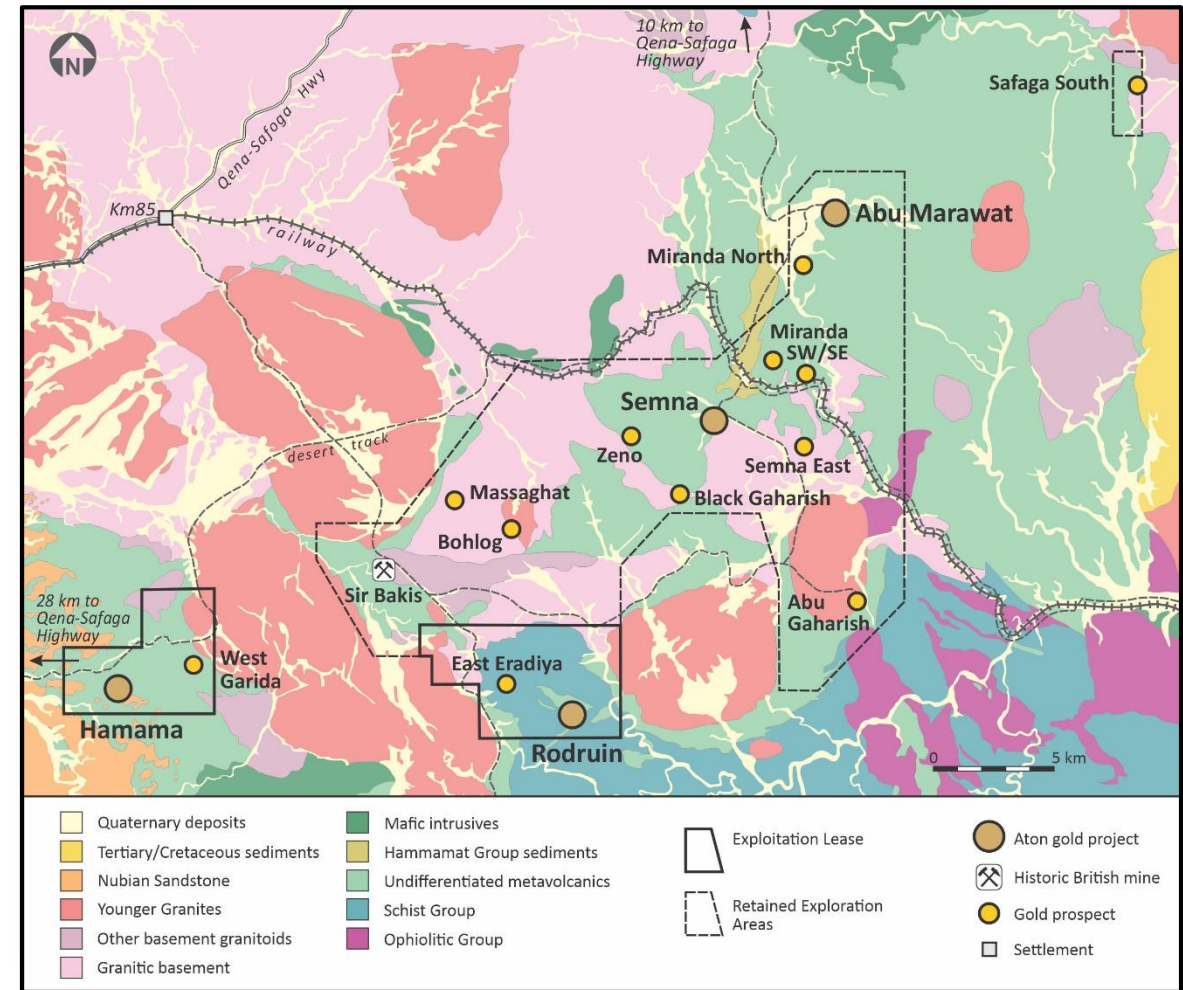 10 km to
Qena-Safaga
Highway
N
Safaga South
Qena-Safoga Hwy
Km85
railway
Abu Marawat
Miranda North
Miranda
SW/SE
Semna
Zeno
Semna East
desert track
Massaghat
Black Gaharish
Bohlog
Sir Bakis
28 km to
Qena-Safaga
Highway
Abu
Gaharish
West
Garida
East Eradiya
Hamama
Rodruin
0 5 km
Quaternary deposits
Tertiary/Cretaceous sediments
Nubian Sandstone
Younger Granites
Other basement granitoids
Granitic basement
Mafic intrusives
Hammamat Group sediments
Undifferentiated metavolcanics
Schist Group
Ophiolitic Group
Exploitation Lease
Retained Exploration
Areas
Aton gold project
Historic British mine
Gold prospect
Settlement